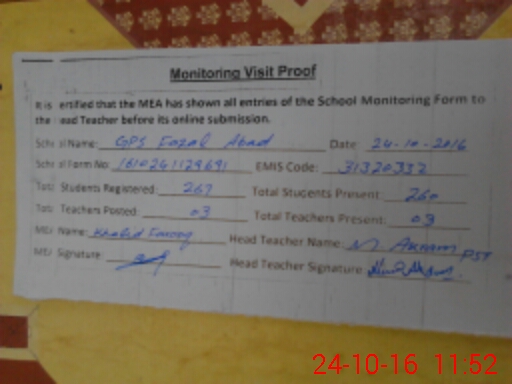 Monitoring Visit Proof
It is certified that the MEA has shown all entries of the School Monitoring Form to
the Head Teacher before its online submission.
School Name: GPS Fazal Abad Date: 24-10-2016
School Form No: 1610241129691 EMIS Code: 31320332
Total Students Registered: 267 Total Students Present: 260
Total Teachers Posted: 03 Total Teachers Present: 03
MEA Name: Khalid Farooq Head Teacher Name: M Akram PST
MEA Signature: Head Teacher Signature:
24-10-16 11:52